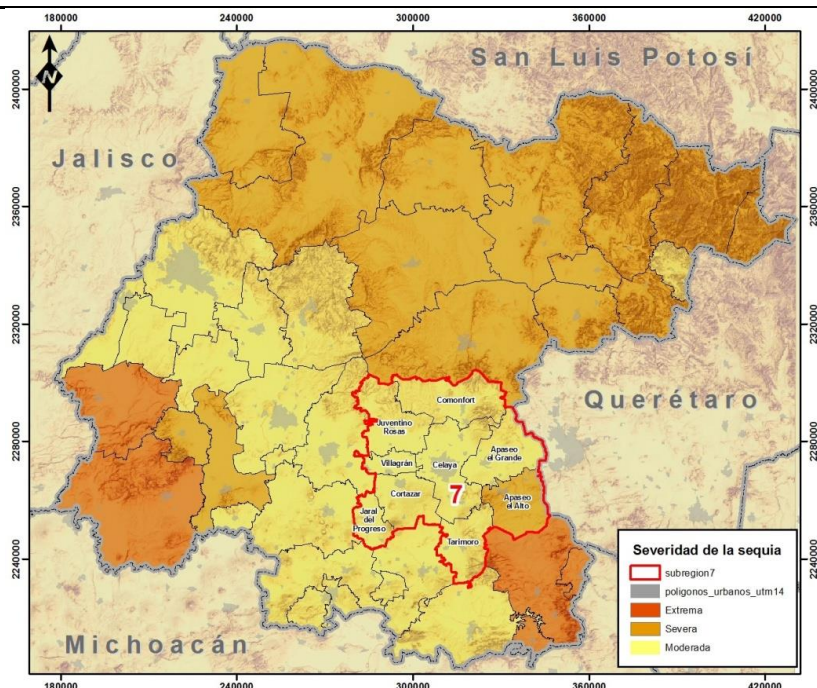 180000 240000 300000 360000 420000
San Luis Potosí
N
2400000 2400000
Jalisco
2360000 2360000
2320000 2320000
Querétaro
Comonfort
Juventino
Rosas
2280000 2280000
Apaseo
el Grande
Villagrán
Celaya
Cortazar
7
Apaseo
el Alto
Jaral
del
Progreso
Tarimoro
2240000 2240000
Michoacán
Severidad de la sequia
subregion7
poligonos_urbanos_utm14
Extrema
Severa
Moderada
180000 240000 300000 360000 420000